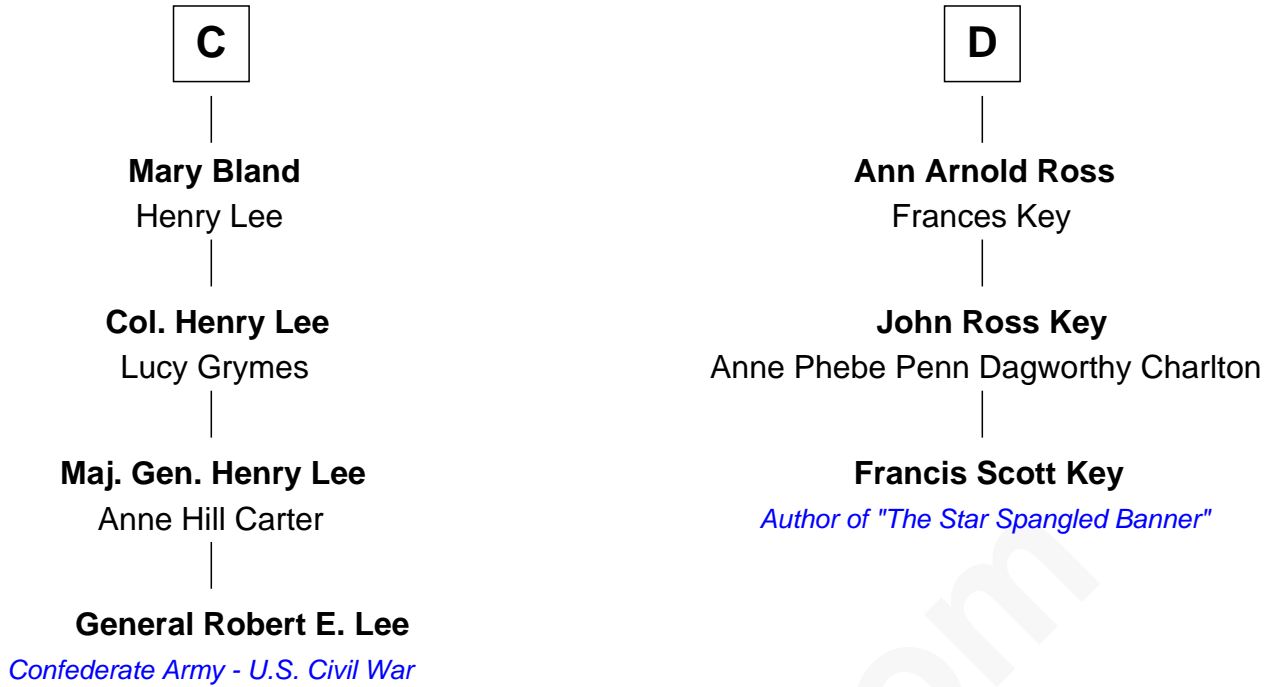 C
Mary Bland
Henry Lee
Col. Henry Lee
Lucy Grymes
Maj. Gen. Henry Lee
Anne Hill Carter
General Robert E. Lee
Confederate Army - U.S. Civil War
D
Ann Arnold Ross
Frances Key
John Ross Key
Anne Phebe Penn Dagworthy Charlton
Francis Scott Key
Author of "The Star Spangled Banner"
om